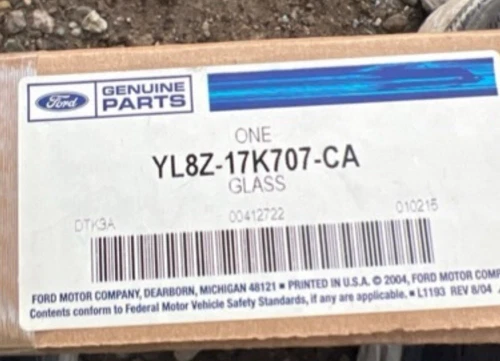 Ford
GENUINE
PARTS
ONE
YL8Z-17K707-CA
GLASS
DTK3A 00412722 010215
FORD MOTOR COMPANY, DEARBORN, MICHIGAN 48121 ■ PRINTED IN U.S.A. © 2004, FORD MOTOR COMP
Contents conform to Federal Motor Vehicle Safety Standards, if any are applicable. ■ L1193 REV 8/04